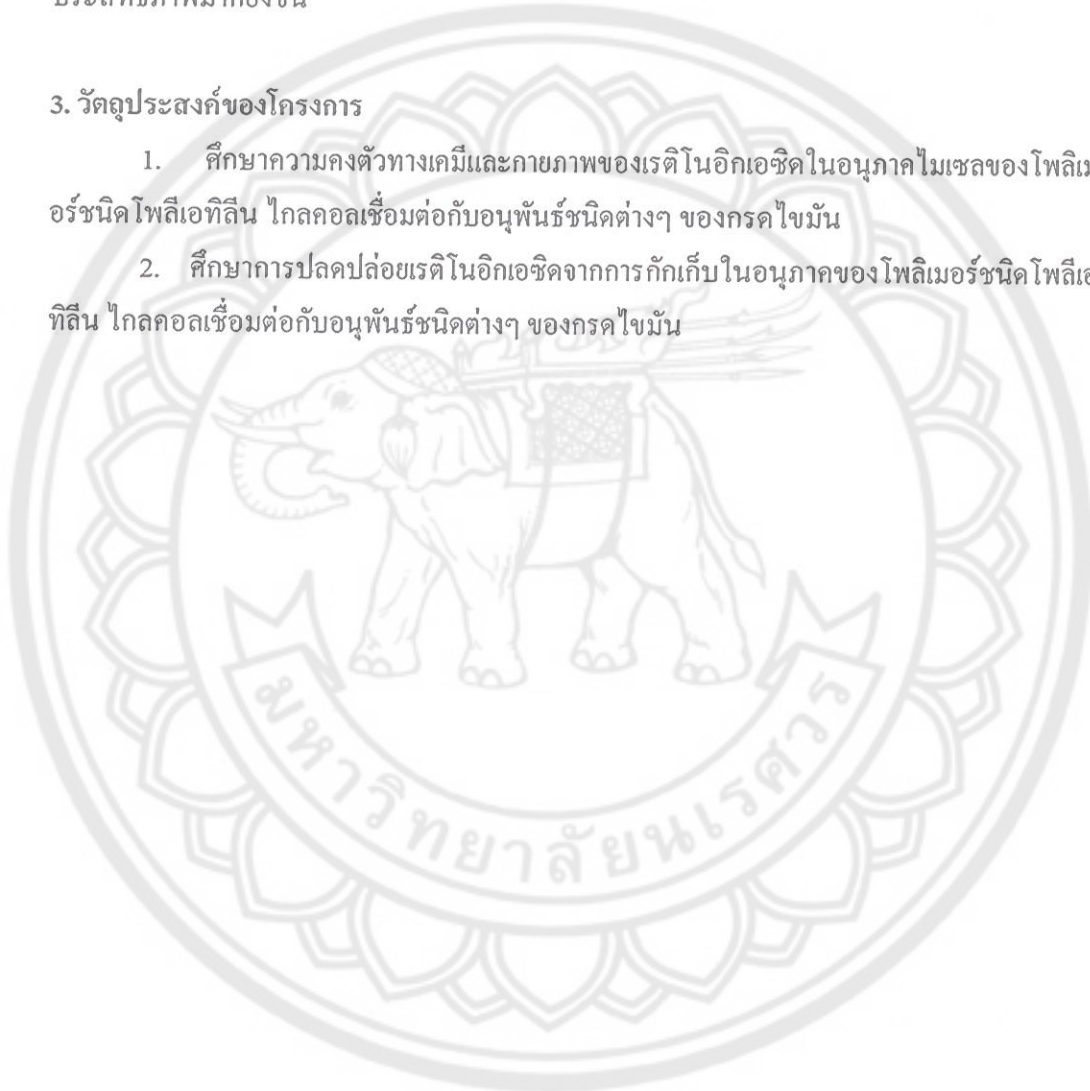 3. วัตถุประสงค์ของโครงการ
1. ศึกษาความคงตัวทางเคมีและกายภาพของเรติโนอิกเอซิดในอนุภาคไมเซลของโพลิเม
อร์ชนิดโพลีเอทิลีน ไกลคอลเชื่อมต่อกับอนุพันธ์ชนิดต่างๆ ของกรดไขมัน
2. ศึกษาการปลดปล่อยเรติโนอิกเอซิดจากการกักเก็บในอนุภาคของโพลิเมอร์ชนิดโพลีเอ
ทิลีน ไกลคอลเชื่อมต่อกับอนุพันธ์ชนิดต่างๆ ของกรดไขมัน
มหาวิทยาลัยนเรศวร